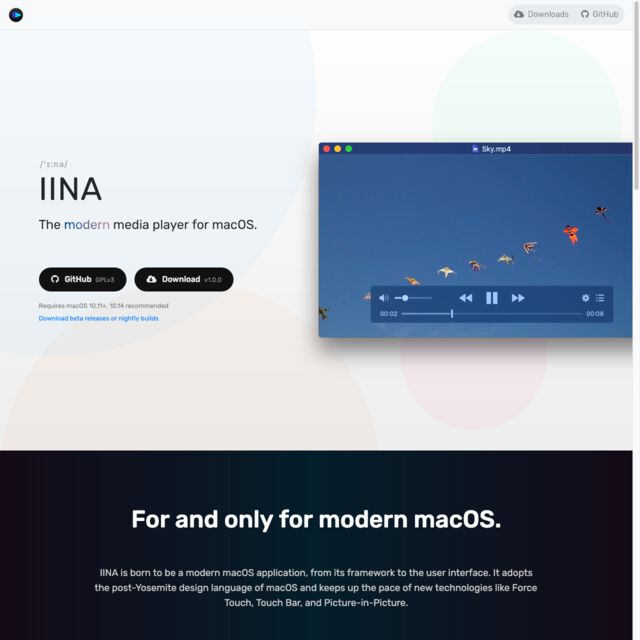 Downloads GitHub
/ˈɪːnə/
IINA
The modern media player for macOS.
GitHub GPLv3 Download v1.0.0
Requires macOS 10.11+, 10.14 recommended
Download beta releases or nightly builds
Sky.mp4
00:02 00:08
For and only for modern macOS.
IINA is born to be a modern macOS application, from its framework to the user interface. It adopts
the post-Yosemite design language of macOS and keeps up the pace of new technologies like Force
Touch, Touch Bar, and Picture-in-Picture.